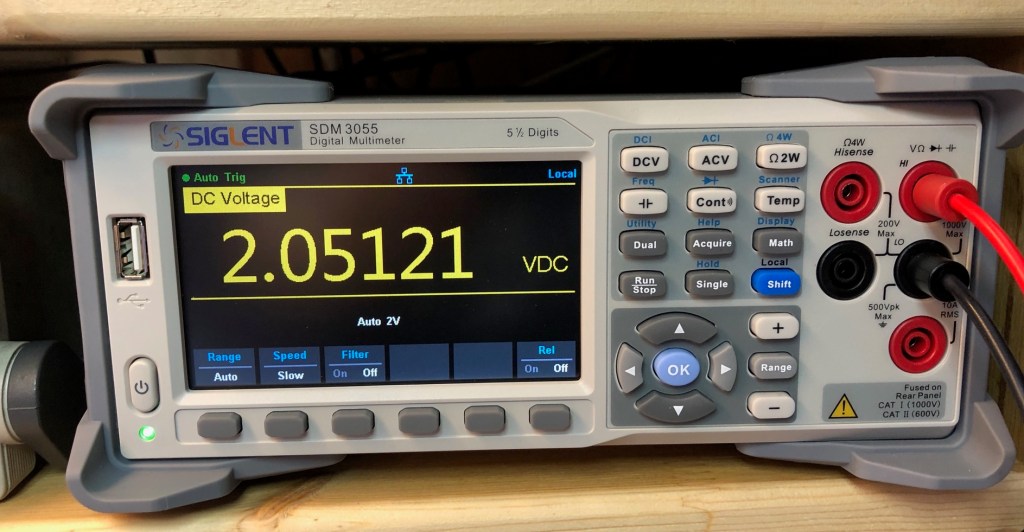 SIGLENT
SDM 3055
Digital Multimeter
5 ½ Digits
Auto Trig
Local
DC Voltage
2.05121 VDC
Auto 2V
Range
Auto
Speed
Slow
Filter
On Off
Rel
On Off
DCI
ACI
Ω 4W
DCV
ACV
Ω 2W
Freq
Scanner
Cont
Temp
Utility
Help
Display
Dual
Acquire
Math
Hold
Local
Run
Stop
Single
Shift
OK
+
Range
−
Ω4W
Hisense
VΩ
HI
200V
Max
1000V
Max
Losense
LO
500Vpk
Max
10A
RMS
Fused on
Rear Panel
CAT I (1000V)
CAT II (600V)